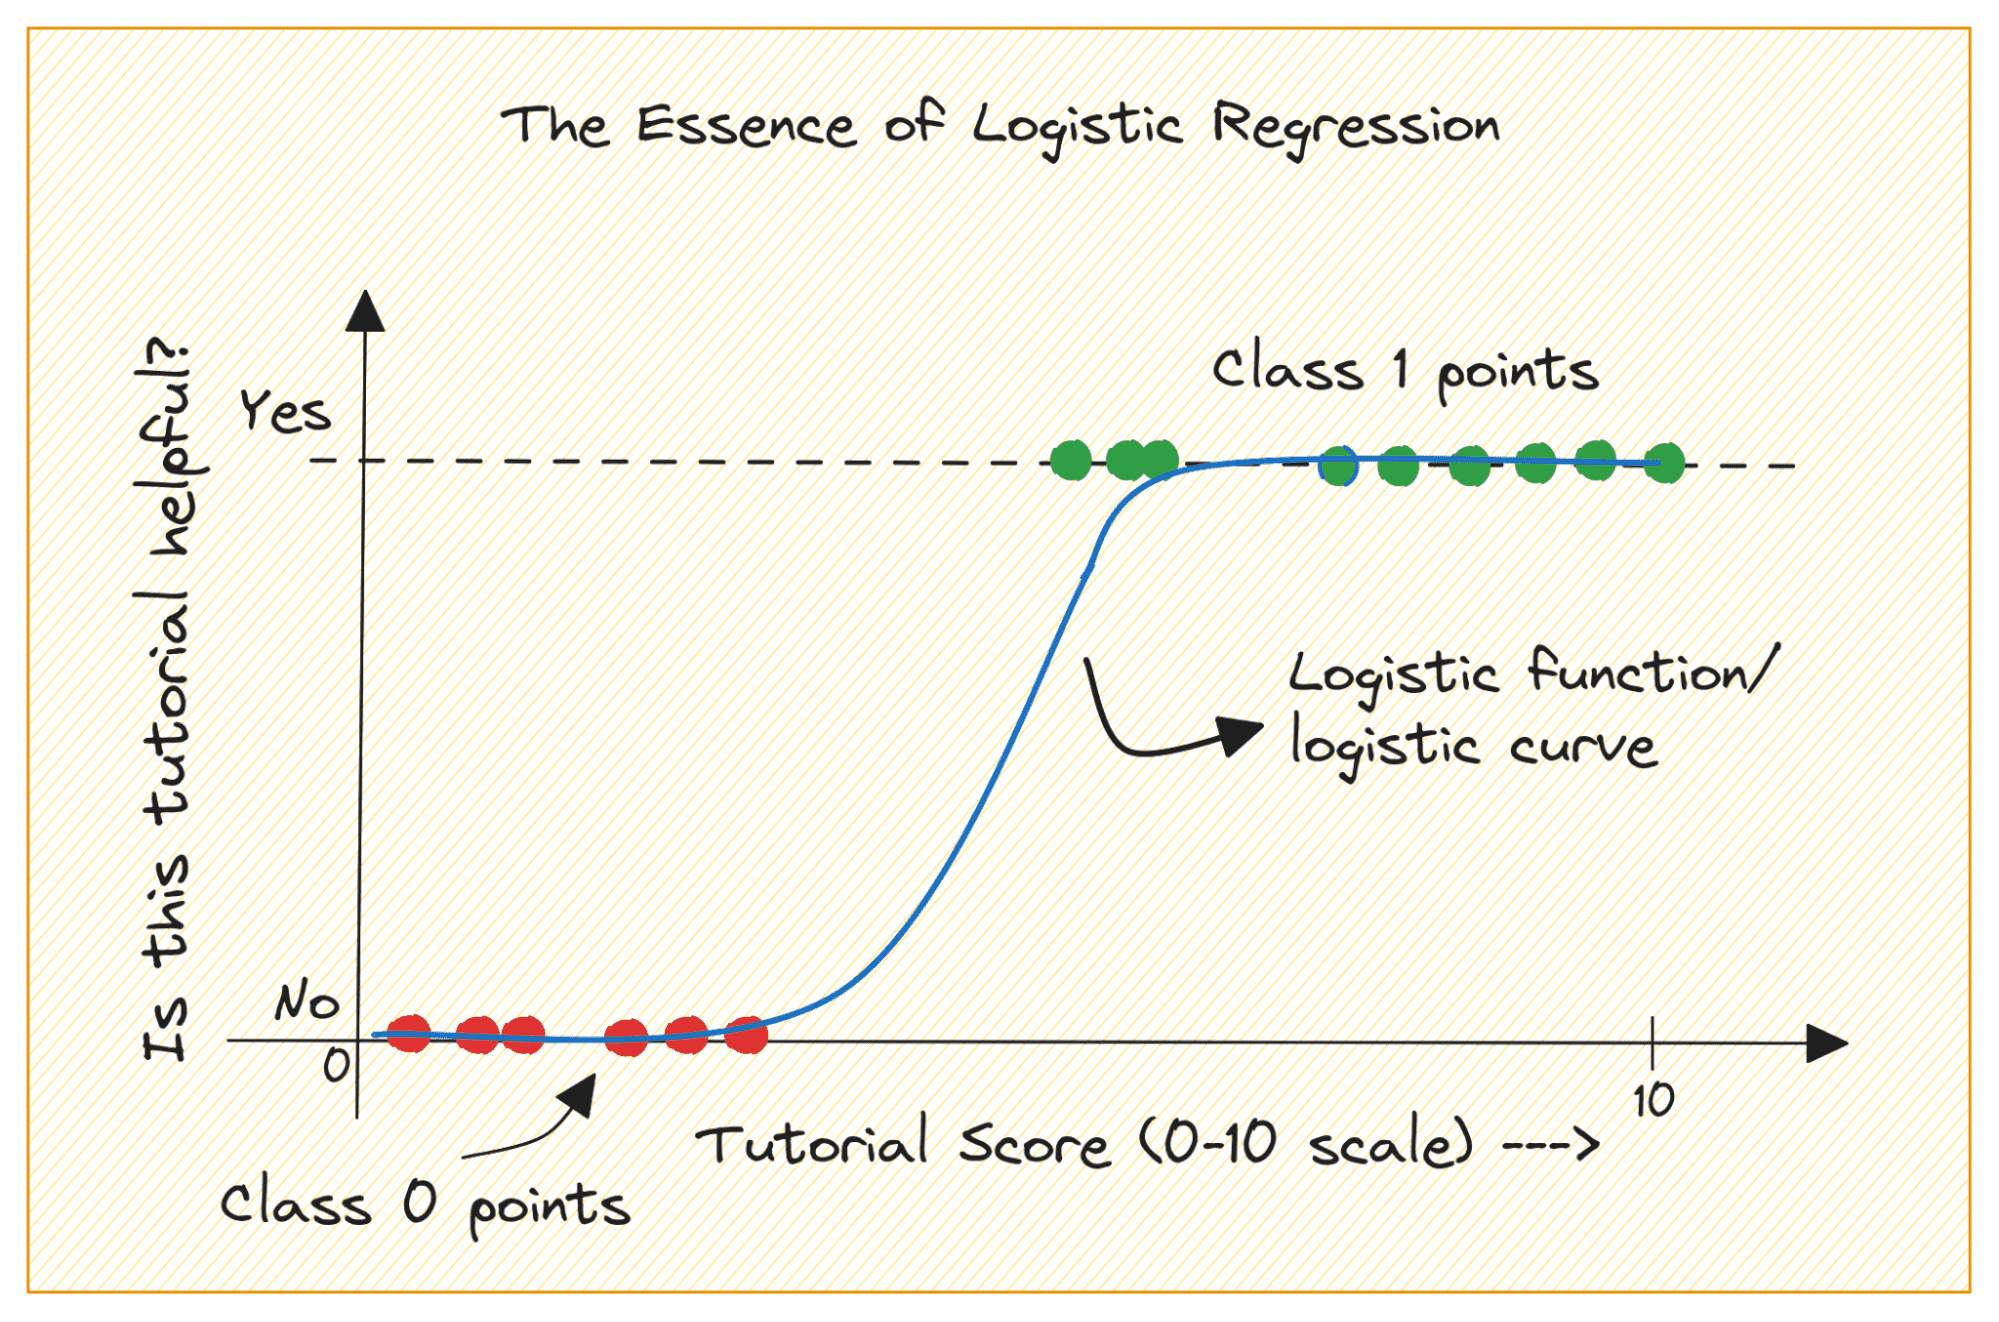 The Essence of Logistic Regression
Is this tutorial helpful?
Yes
Class 1 points
Logistic function/
logistic curve
No
0
10
Tutorial Score (0-10 scale) ---->
Class 0 points